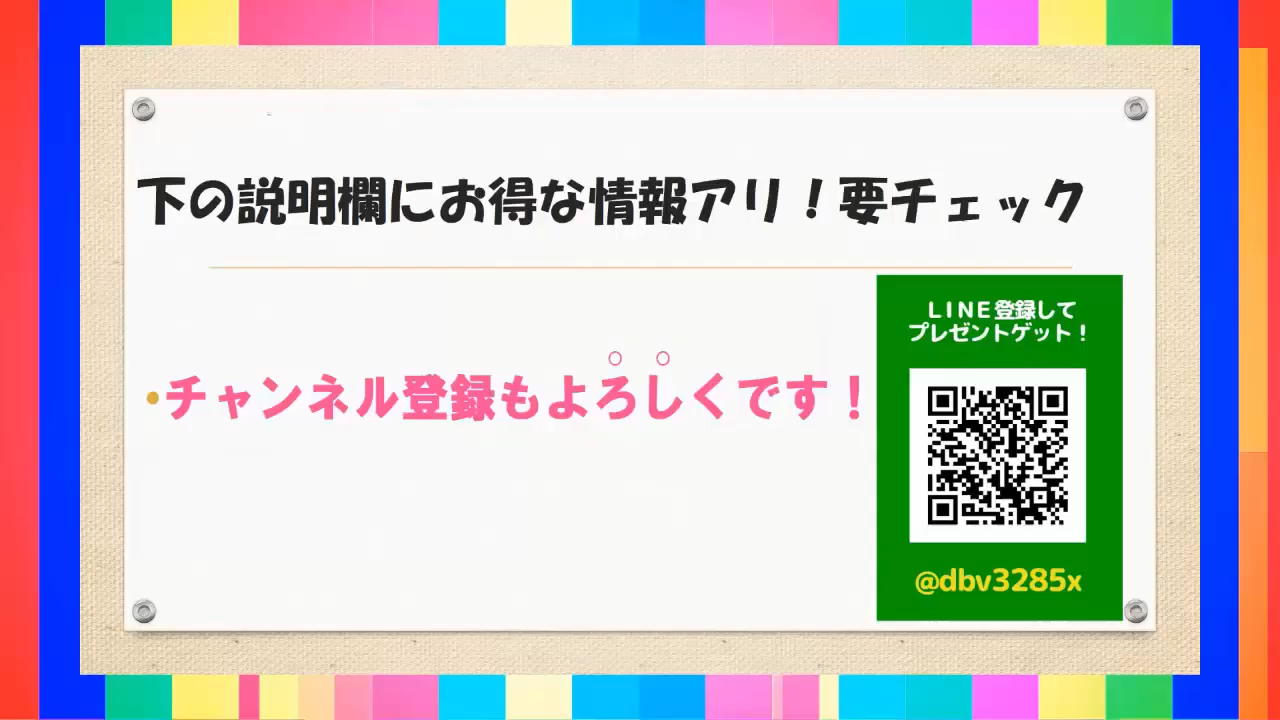 下の説明欄にお得な情報アリ！要チェック
•チャンネル登録もよろしくです！
LINE登録して
プレゼントゲット！
@dbv3285x